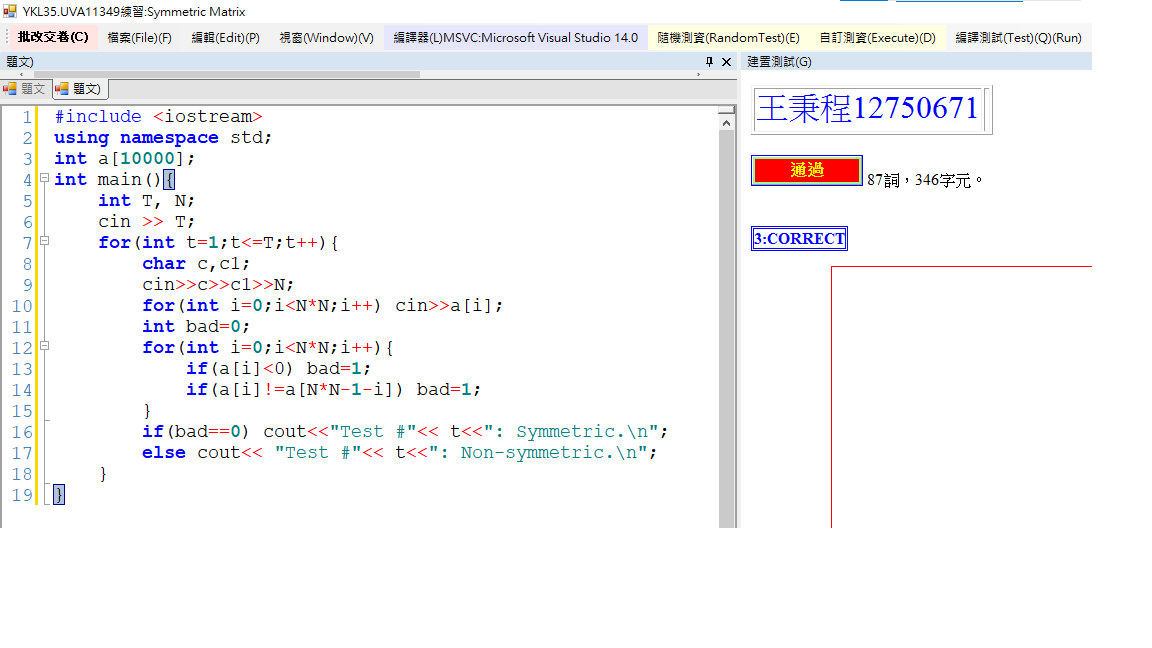 YKL35.UVA11349練習:Symmetric Matrix
批改交卷(C) 檔案(File)(F) 編輯(Edit)(P) 視窗(Window)(V) 編譯器(L)MSVC:Microsoft Visual Studio 14.0 隨機測資(RandomTest)(E) 自訂測資(Execute)(D) 編譯測試(Test)(Q)(Run)
題文) 建置測試(G)
題文 題文)
王秉程12750671
通過 87詞，346字元。
3:CORRECT
1 #include <iostream>
2 using namespace std;
3 int a[10000];
4 int main(){
5     int T, N;
6     cin >> T;
7     for(int t=1;t<=T;t++){
8         char c,c1;
9         cin>>c>>c1>>N;
10         for(int i=0;i<N*N;i++) cin>>a[i];
11         int bad=0;
12         for(int i=0;i<N*N;i++){
13             if(a[i]<0) bad=1;
14             if(a[i]!=a[N*N-1-i]) bad=1;
15         }
16         if(bad==0) cout<<"Test #"<< t<<": Symmetric.\n";
17         else cout<< "Test #"<< t<<": Non-symmetric.\n";
18     }
19 }